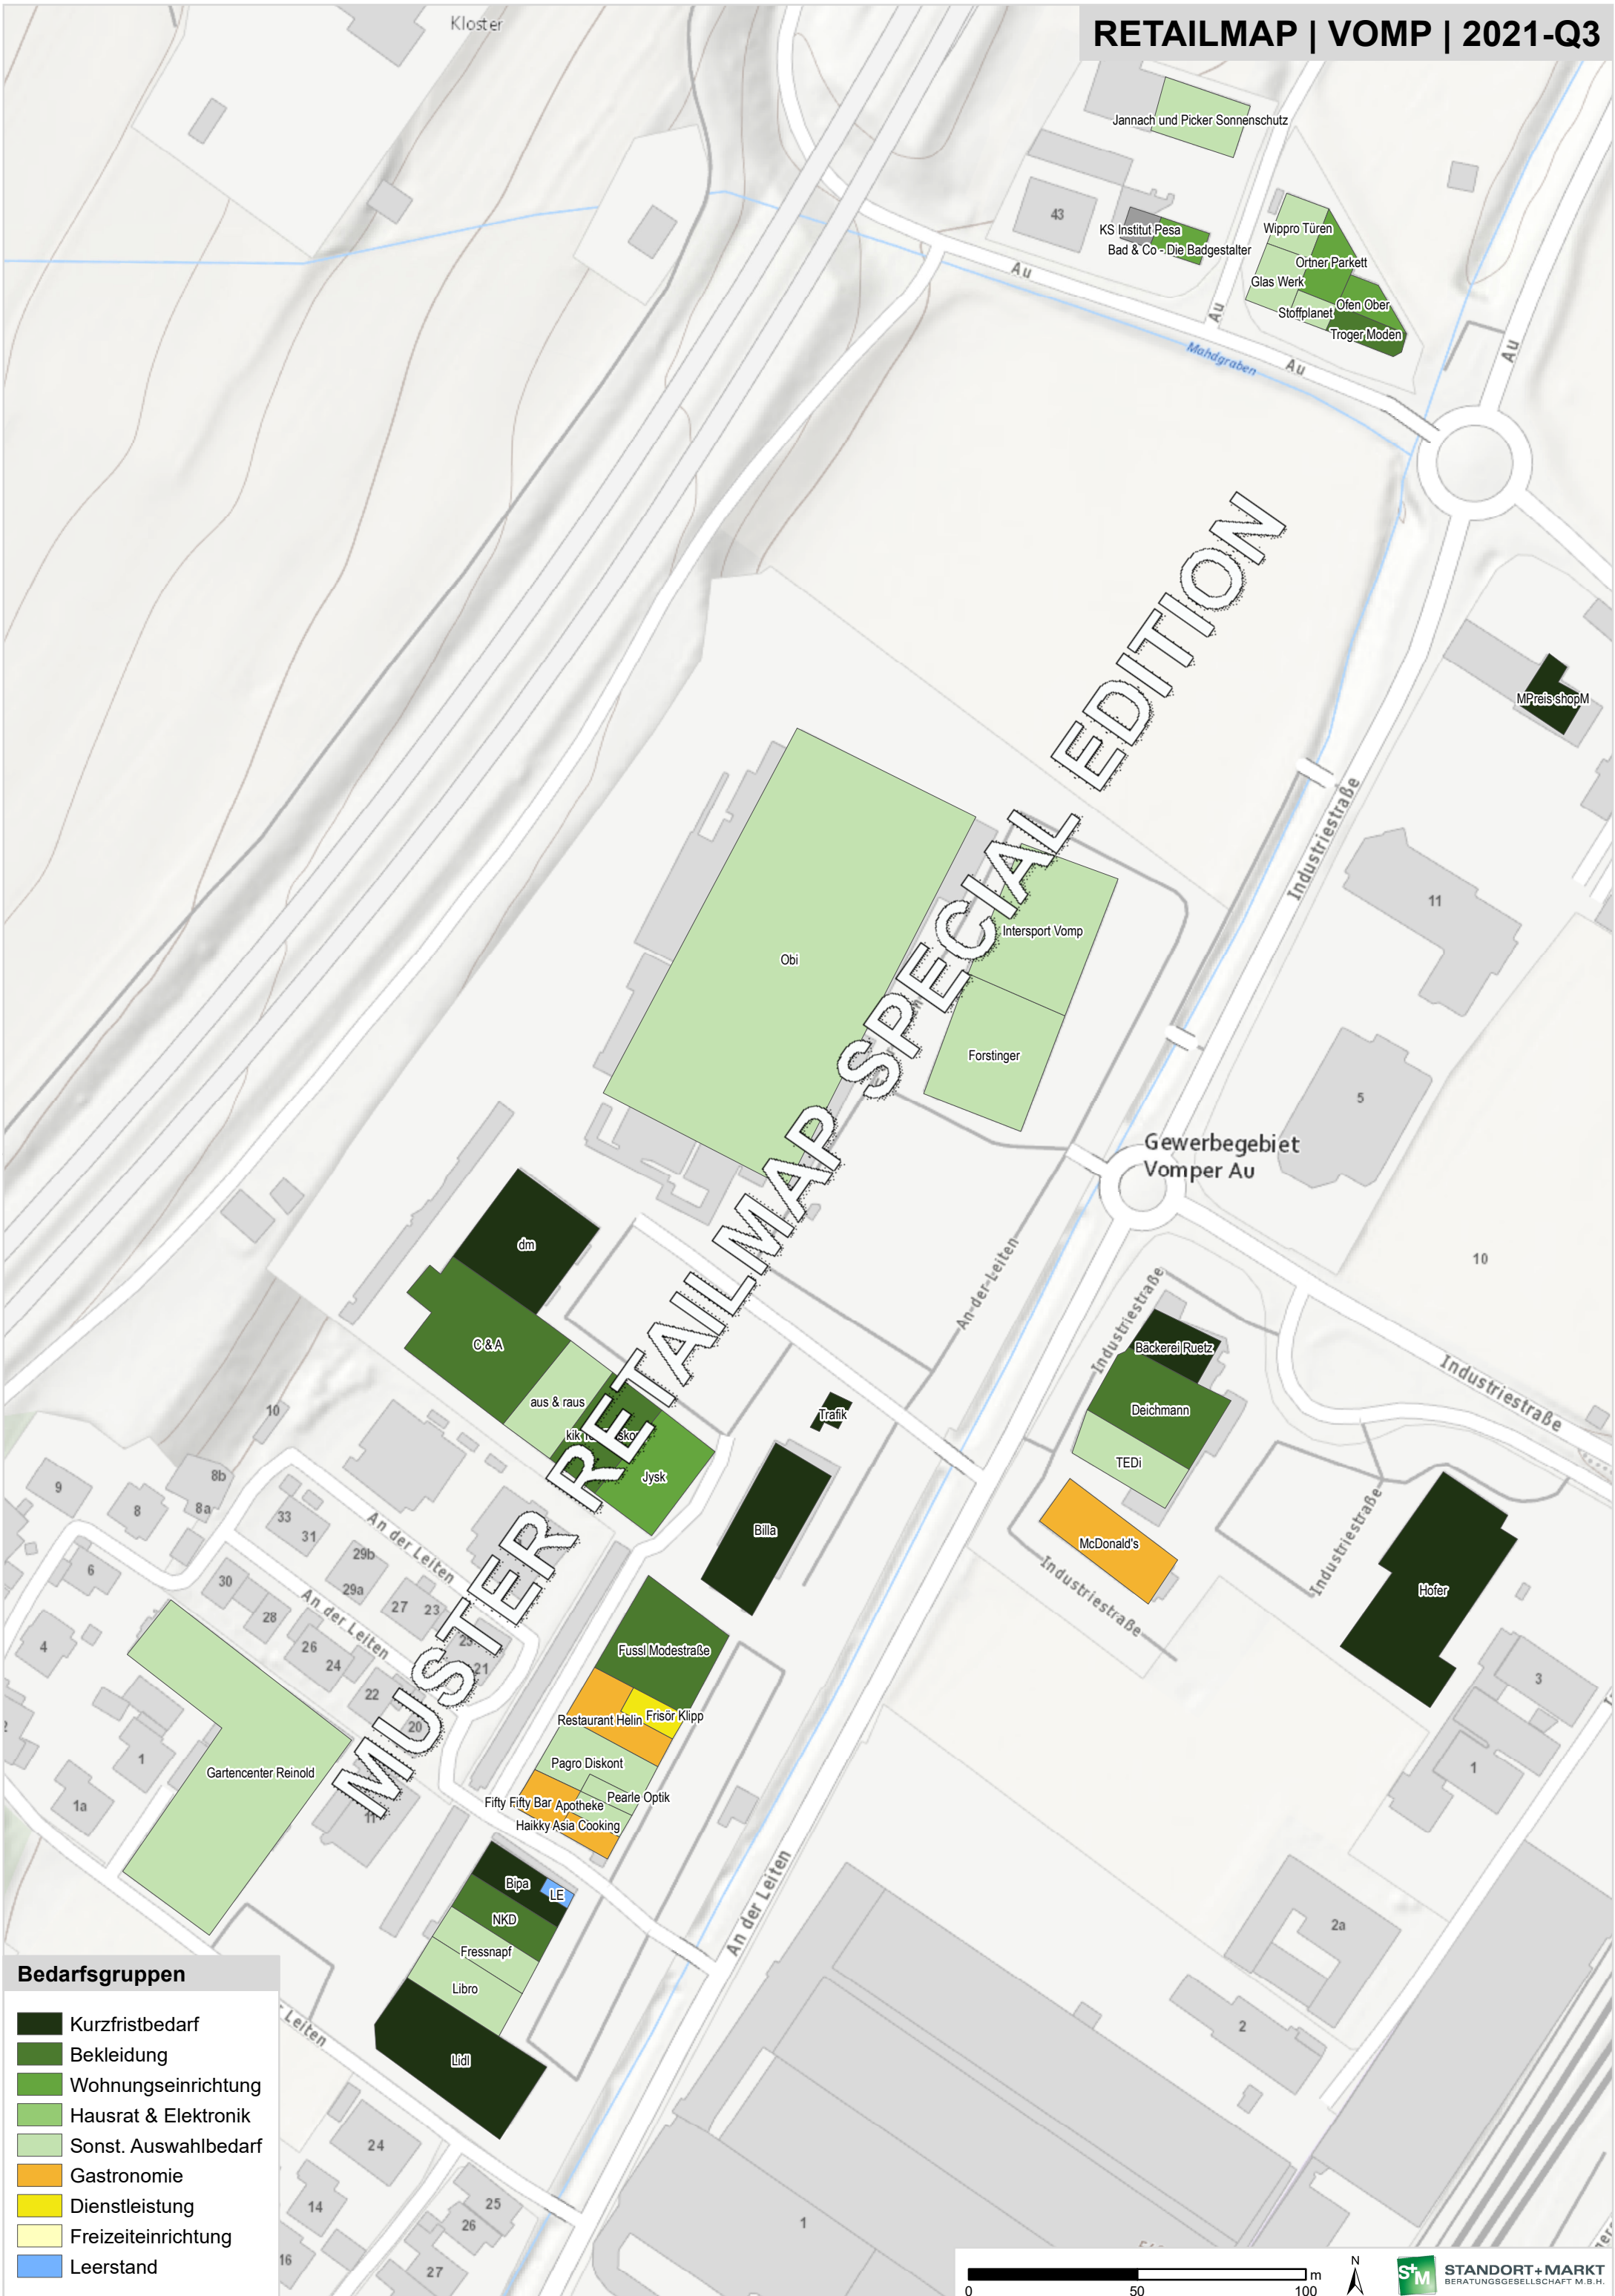 RETAILMAP | VOMP | 2021-Q3
Kloster
Jannach und Picker Sonnenschutz
43
KS Institut Pesa
Bad & Co - Die Badgestalter
Wippro Türen
Ortner Parkett
Glas Werk
Ofen Ober
Stoffplanet
Troger Moden
Au
Au
Au
Au
Mahdgraben
MPreis shopM
MUSTER RETAILMAP SPECIAL EDITION
Industriestraße
11
Intersport Vomp
Obi
Forstinger
5
Gewerbegebiet
Vomper Au
10
dm
An-der-Leiten
Industriestraße
C & A
Bäckerei Ruetz
Industriestraße
aus & raus
Deichmann
Trafik
10
kik
Jysk
TEDi
Billa
McDonald's
Industriestraße
Industriestraße
Hofer
9
8
8b
8a
33
31
An der Leiten
29b
29a
27
23
6
30
28
An der Leiten
26
24
23
21
4
22
20
Fussl Modestraße
Restaurant Helin
Frisör Klipp
3
2
1
Gartencenter Reinold
Pagro Diskont
Pearle Optik
1
1a
11
Fifty Fifty Bar
Apotheke
Haikky Asia Cooking
Bipa
LE
An der Leiten
2a
NKD
Fressnapf
Libro
Bedarfsgruppen
Kurzfristbedarf
Bekleidung
Wohnungseinrichtung
Hausrat & Elektronik
Sonst. Auswahlbedarf
Gastronomie
Dienstleistung
Freizeiteinrichtung
Leerstand
Leiten
Lidl
2
24
14
25
26
16
27
1
0
50
100
m
N
S+M
STANDORT+MARKT
BERATUNGSGESELLSCHAFT M.B.H.